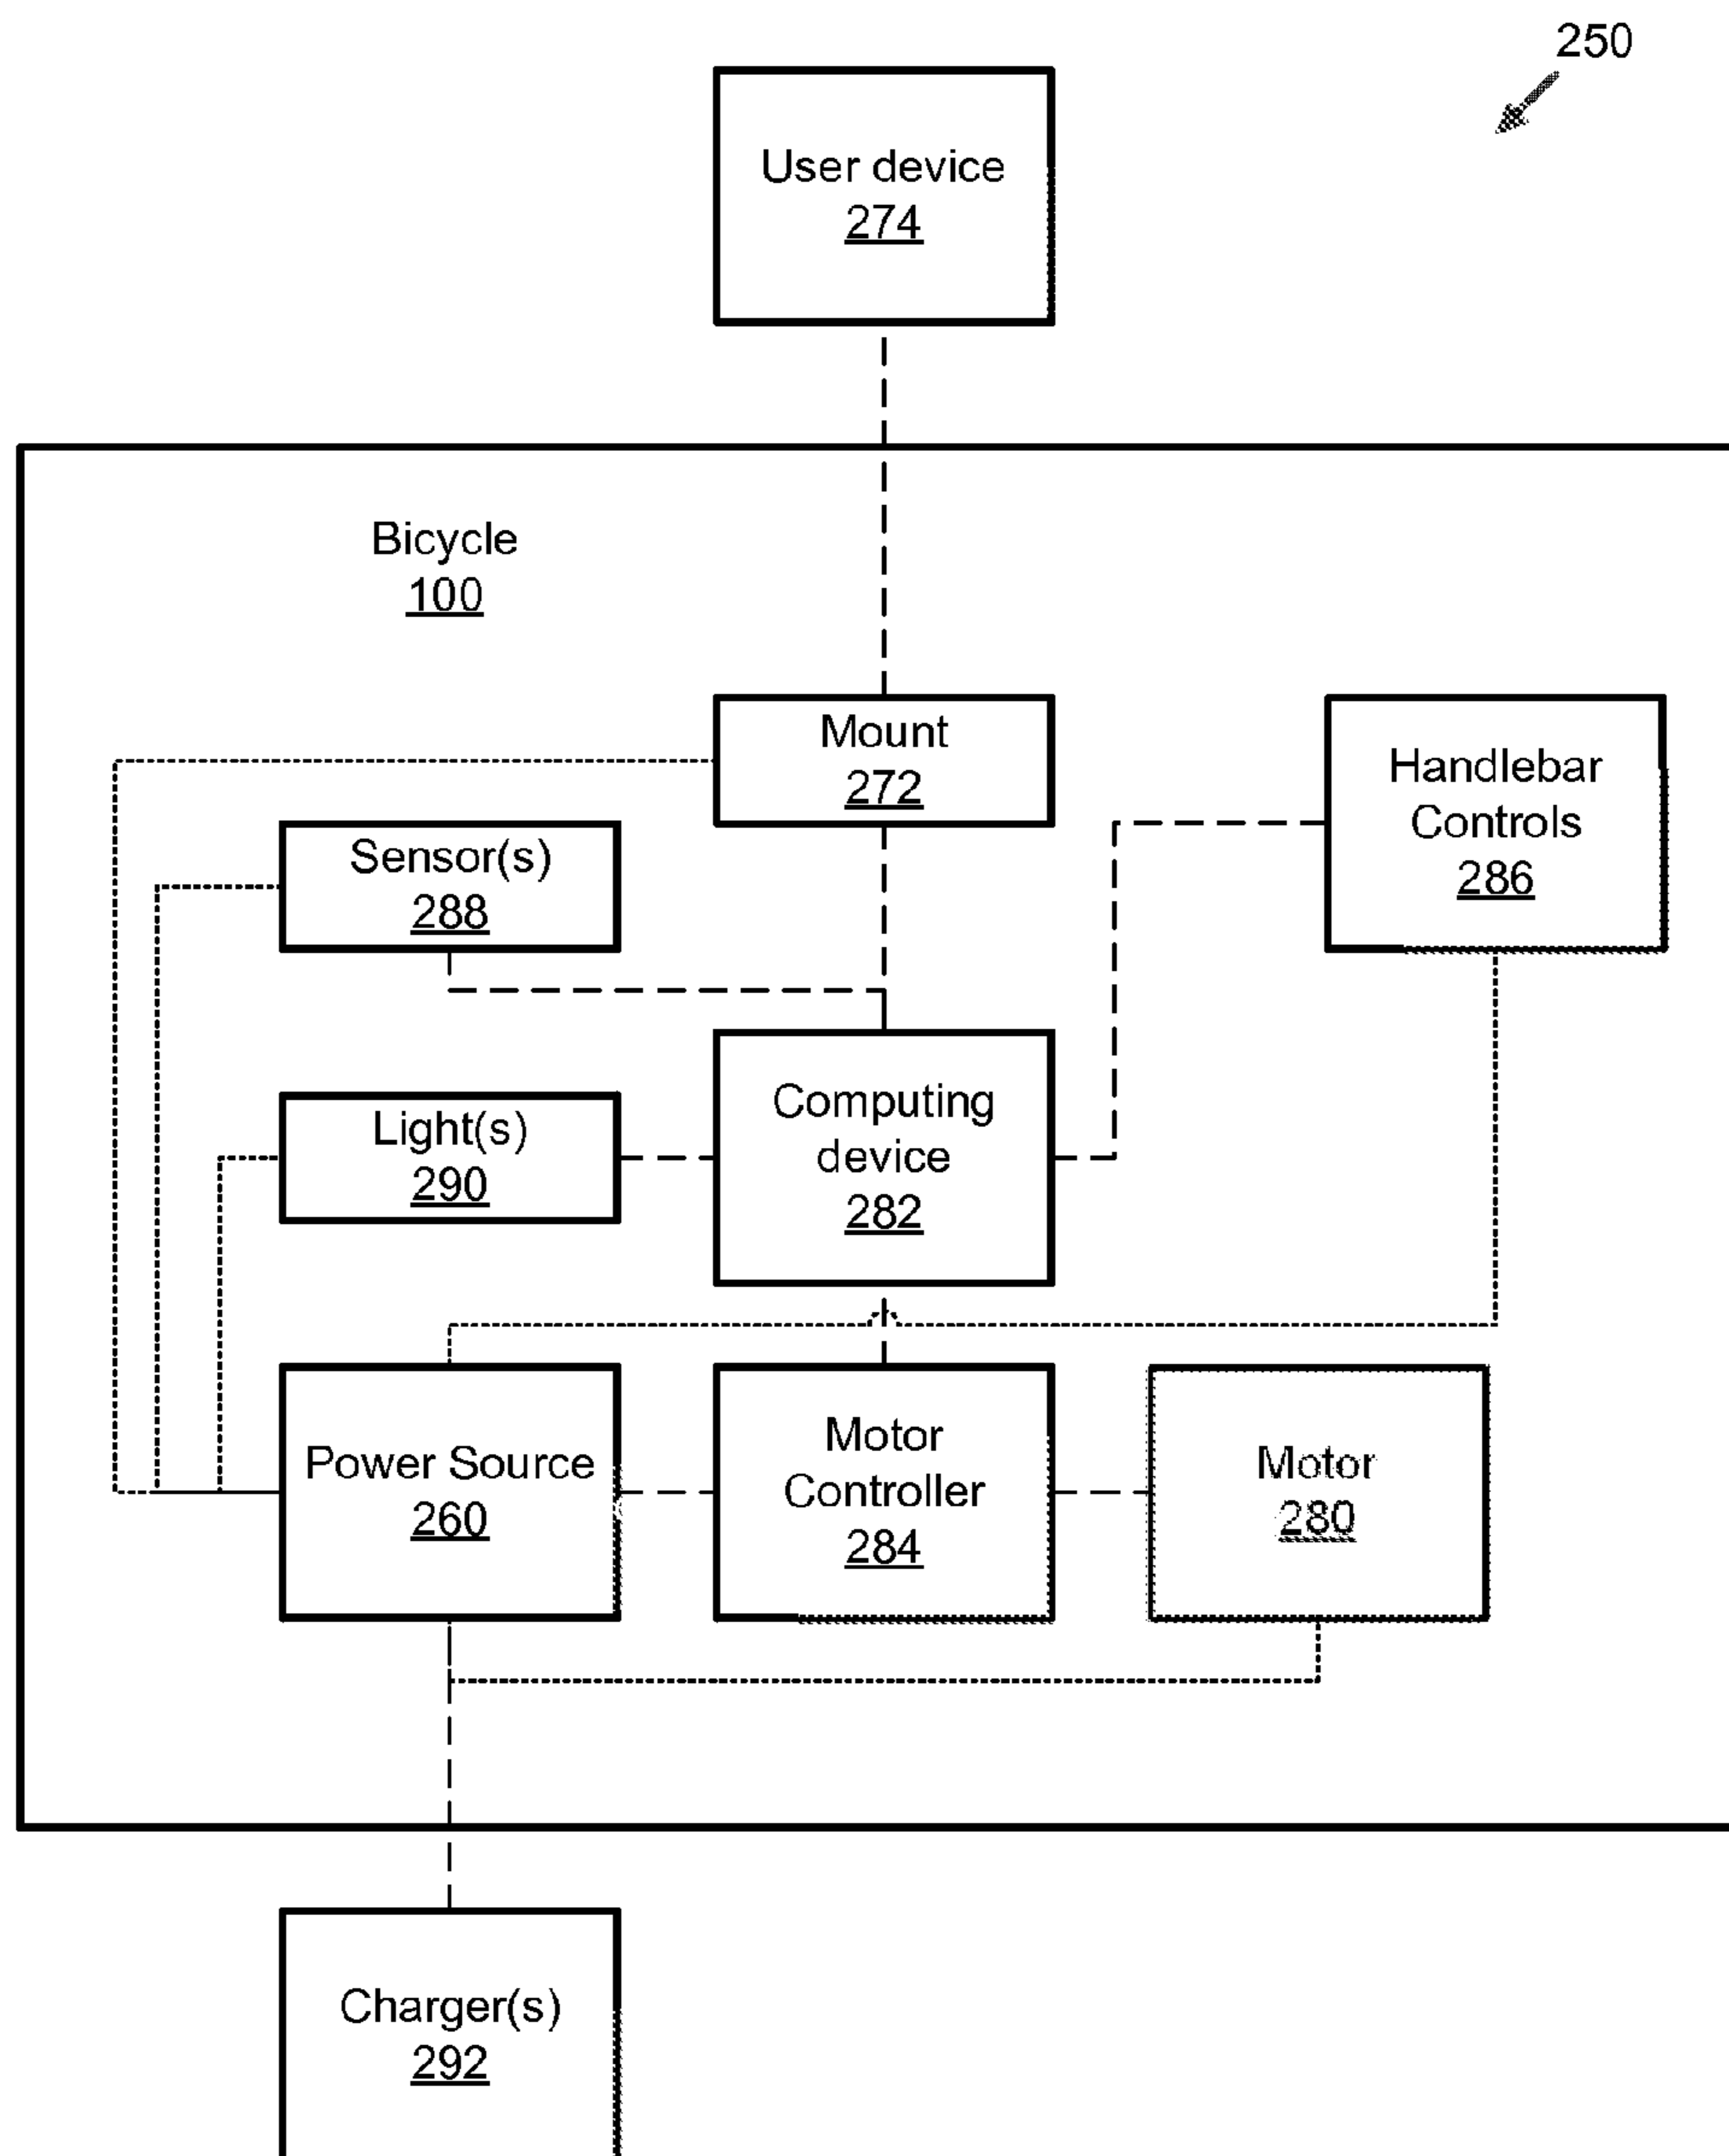 250
User device
274
Bicycle
100
Mount
272
Handlebar
Controls
286
Sensor(s)
288
Computing
device
282
Light(s)
290
Power Source
260
Motor
Controller
284
Motor
280
Charger(s)
292